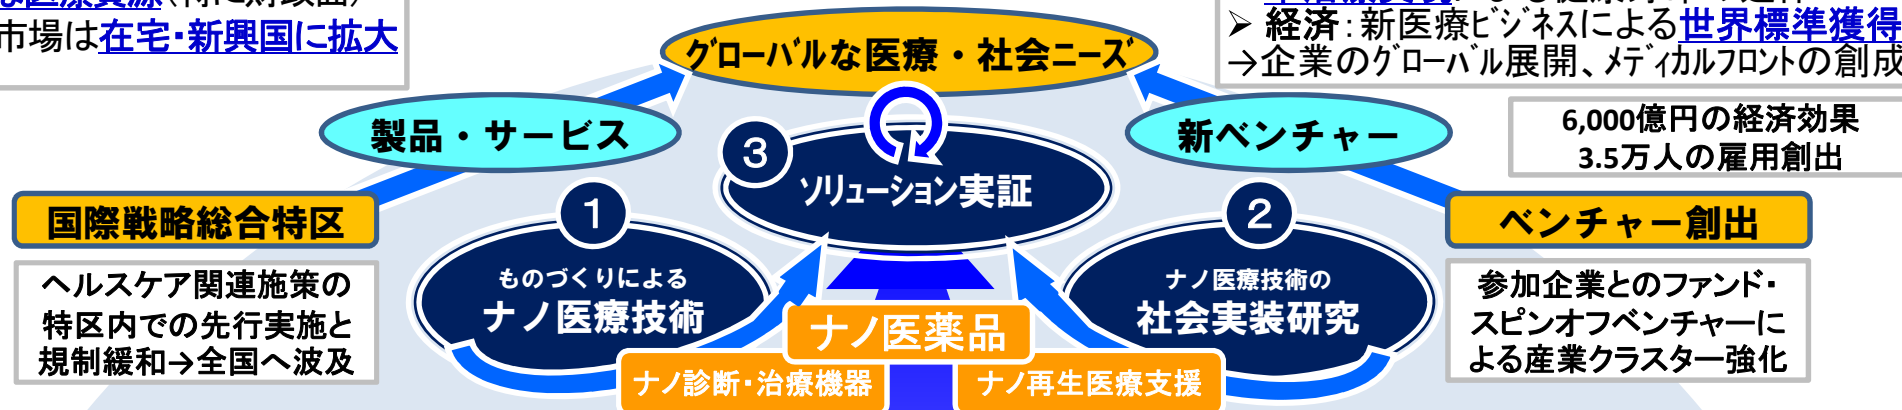 医療資源(特に財政面)
市場は在宅・新興国に拡大
グローバルな医療・社会ニーズ
➢ 経済:新医療ビジネスによる世界標準獲得
→企業のグローバル展開、メディカルフロントの創成
製品・サービス
新ベンチャー
6,000億円の経済効果
3.5万人の雇用創出
3
ソリューション実証
国際戦略総合特区
ヘルスケア関連施策の
特区内での先行実施と
規制緩和→全国へ波及
1
ものづくりによる
ナノ医療技術
2
ナノ医療技術の
社会実装研究
ベンチャー創出
参加企業とのファンド・
スピンオフベンチャーに
よる産業クラスター強化
ナノ医薬品
ナノ診断・治療機器
ナノ再生医療支援